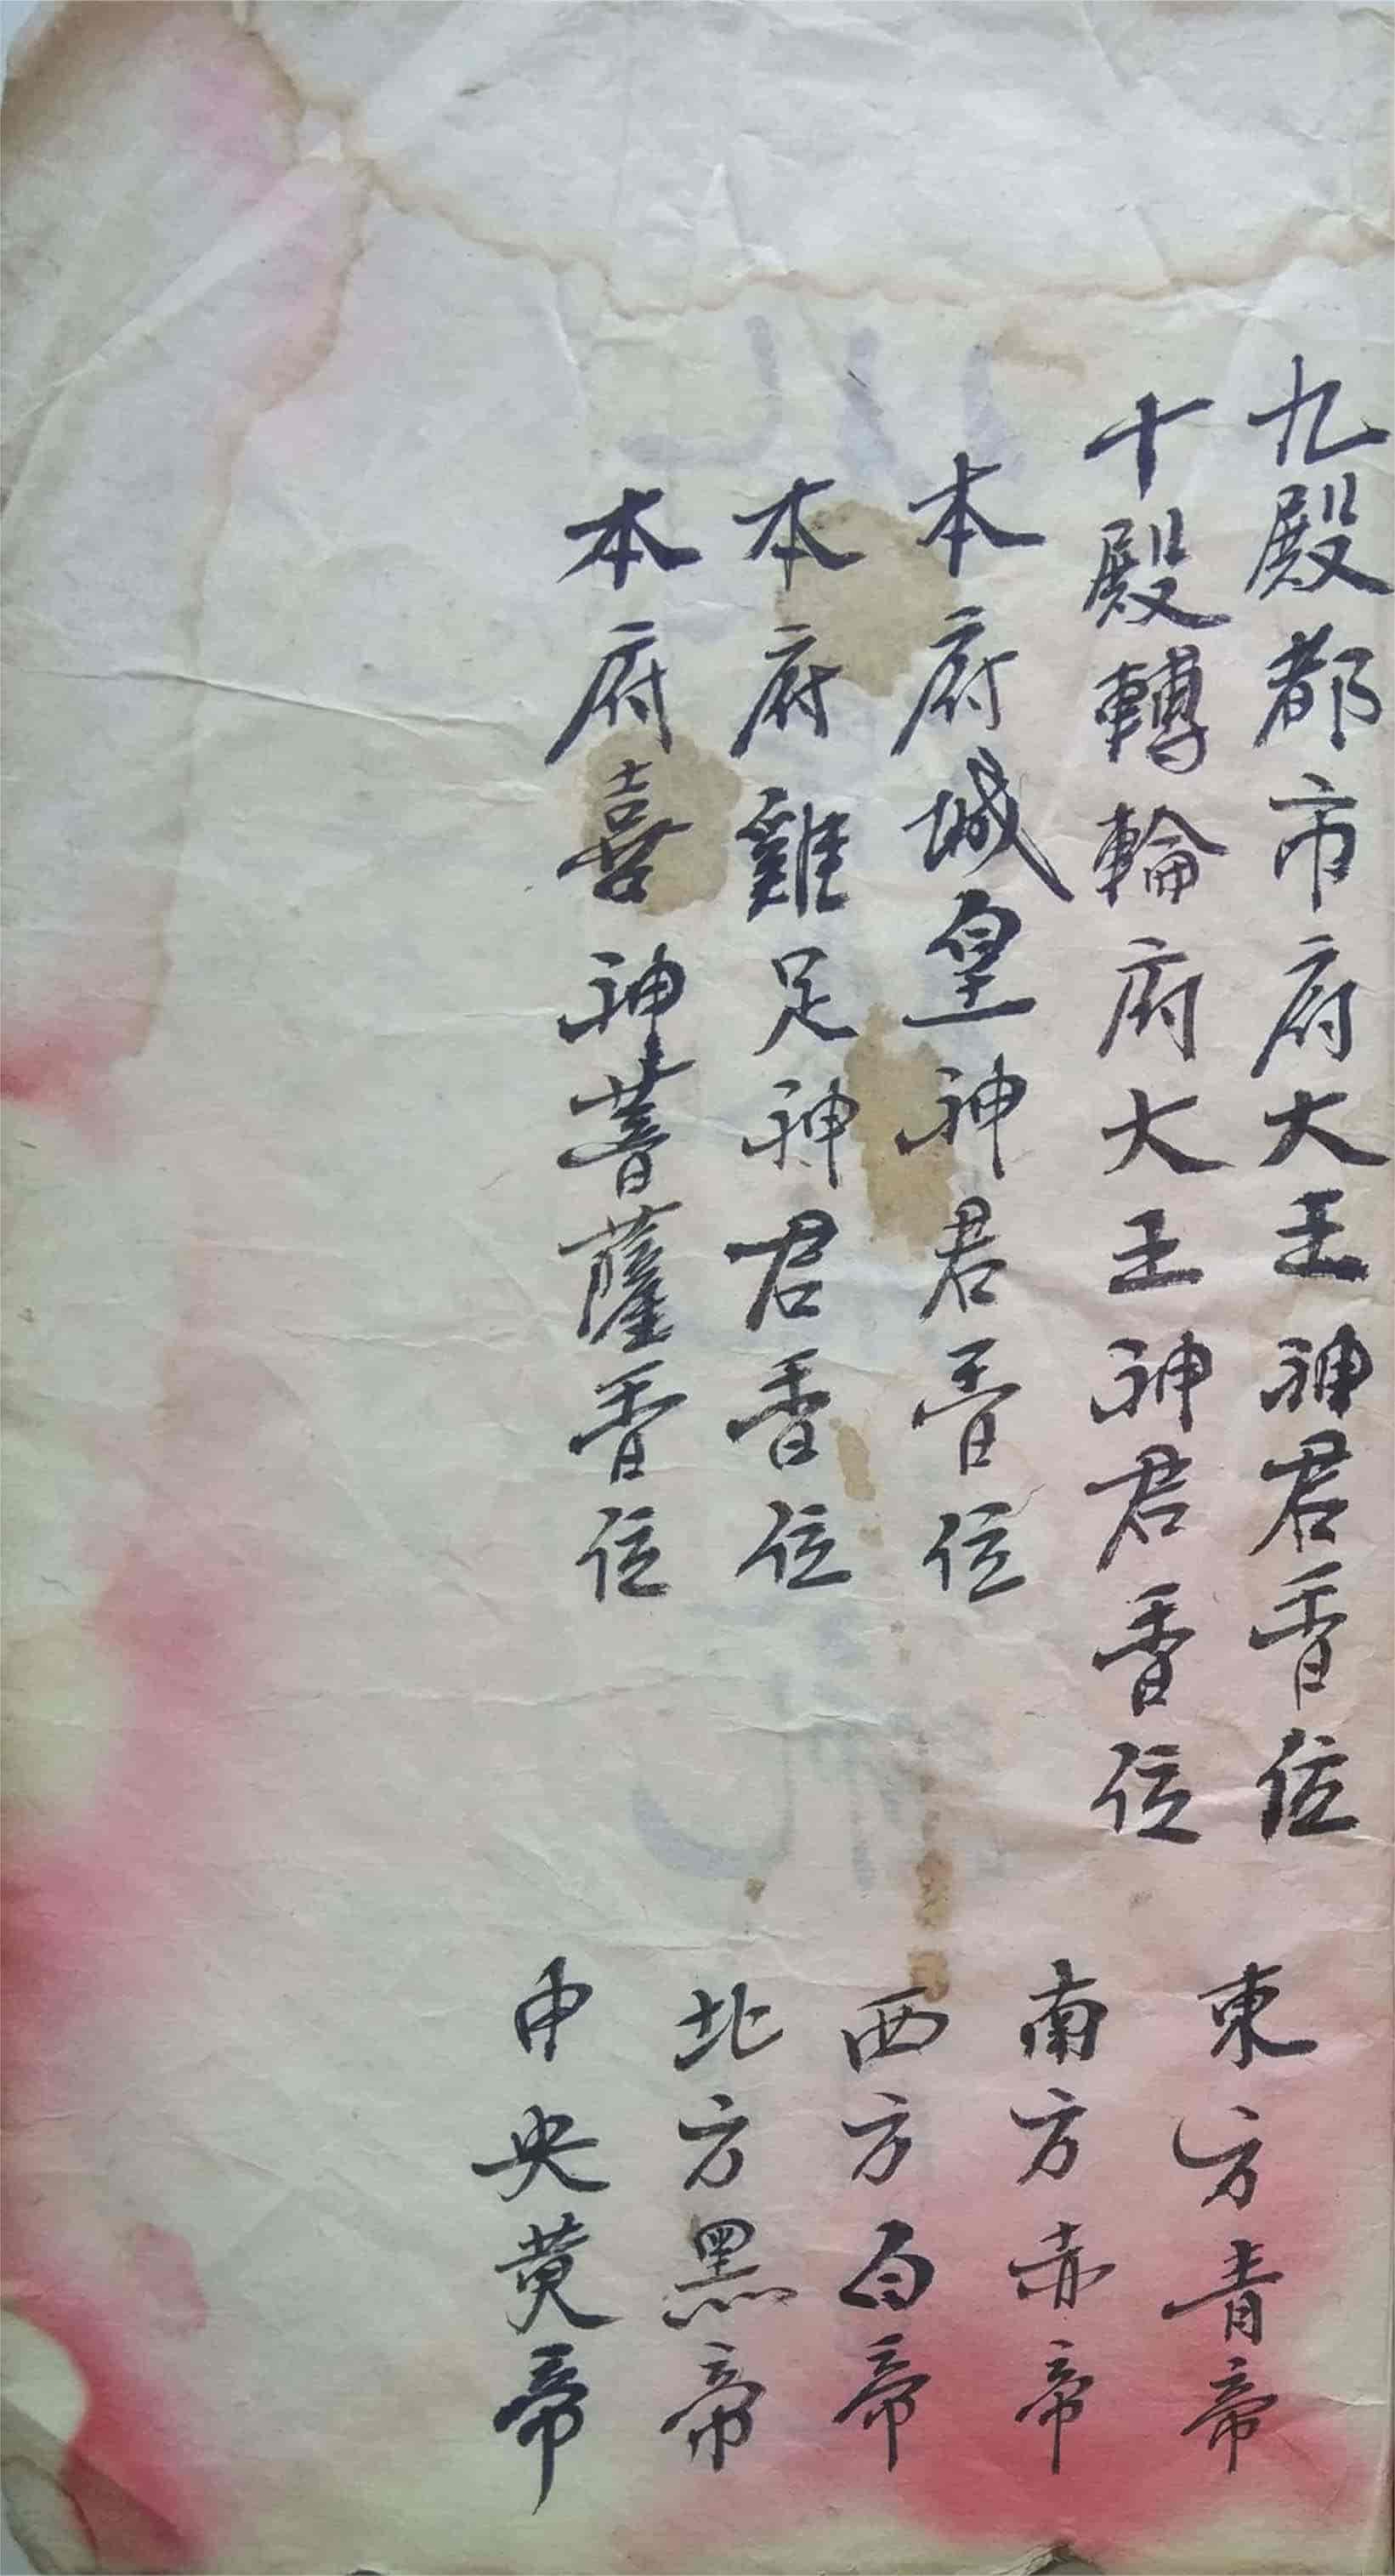 九殿都市府大王神君香位
十殿轉輪府大王神君香位
本府城皇神君香位
本府雞足神君香位
本府喜神菩薩香位
東方青帝
南方赤帝
西方白帝
北方黑帝
中央黄帝